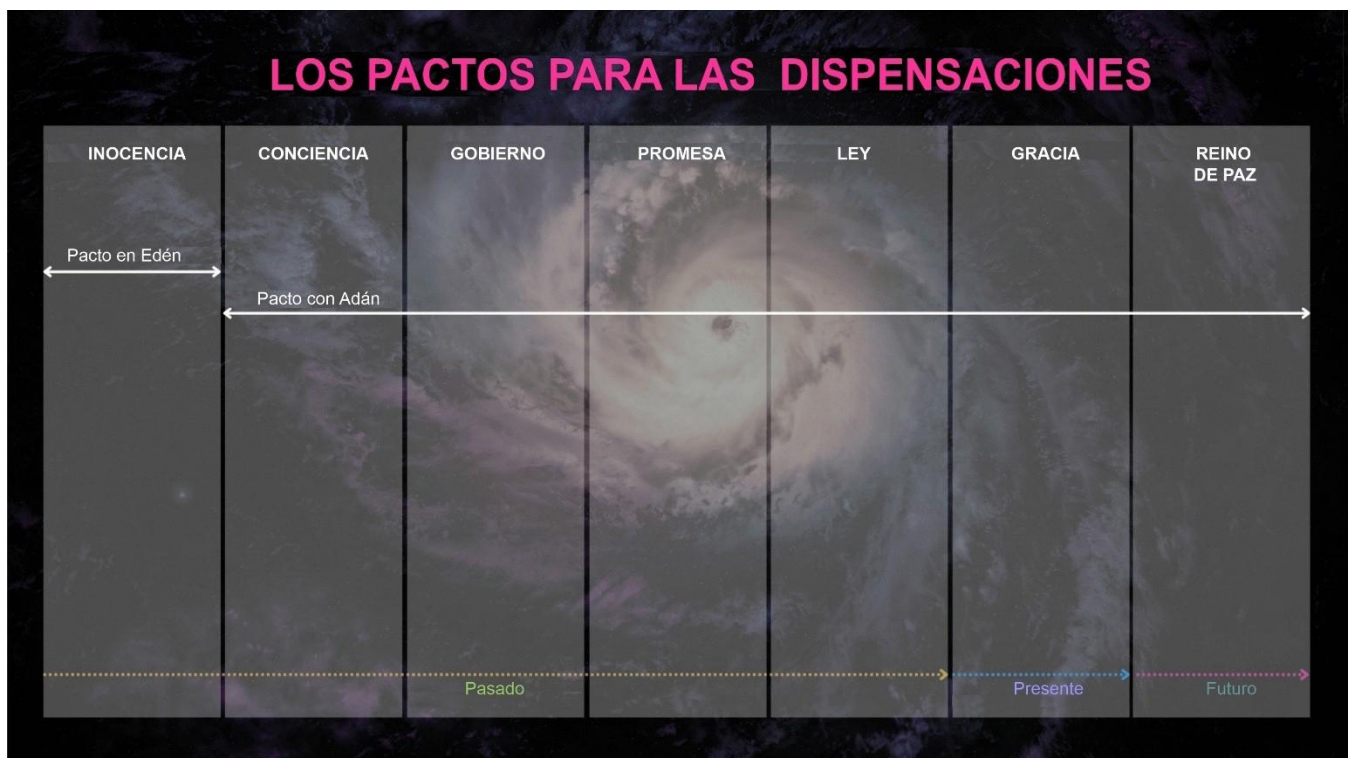 LOS PACTOS PARA LAS DISPENSACIONES
INOCENCIA
CONCIENCIA
GOBIERNO
PROMESA
LEY
GRACIA
REINO
DE PAZ
Pacto en Edén
Pacto con Adán
Pasado
Presente
Futuro